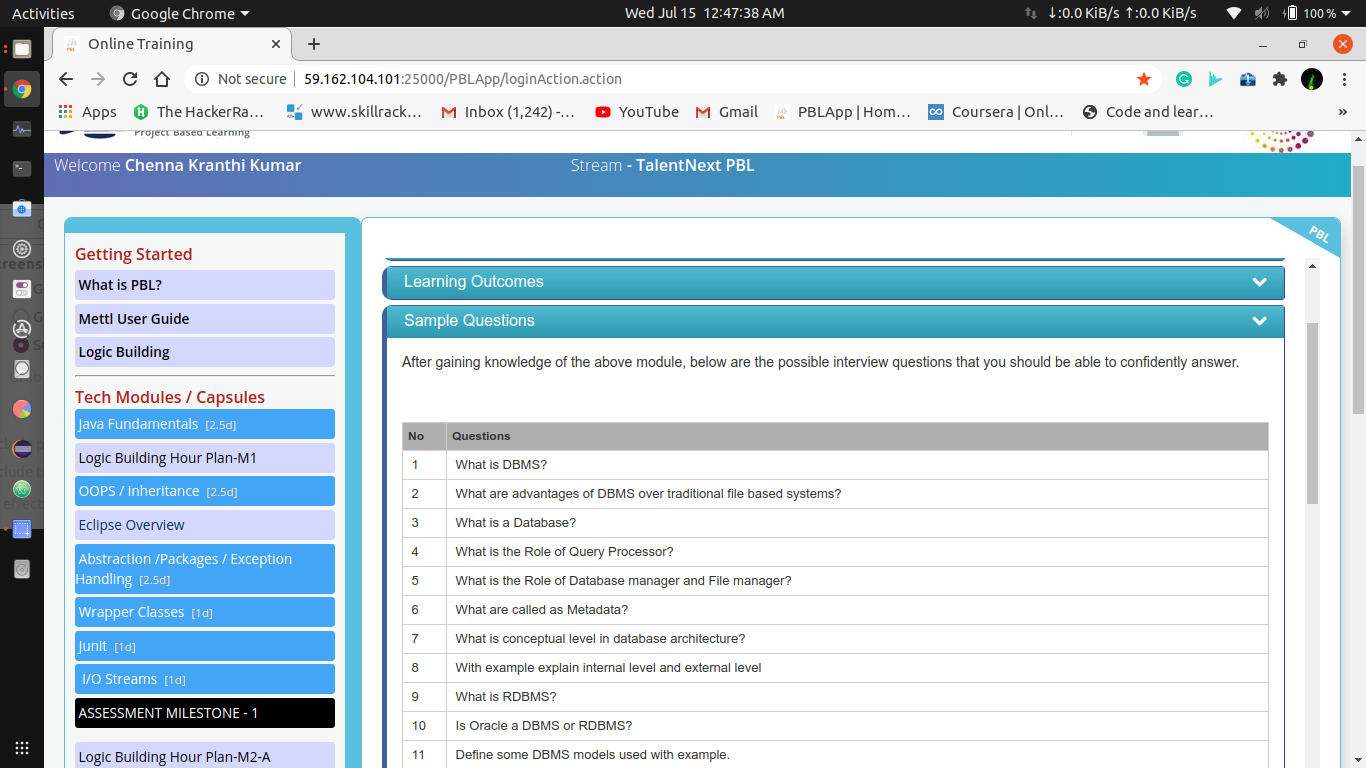 Activities
Google Chrome
Wed Jul 15 12:47:38 AM
↓:0.0 KiB/s ↑:0.0 KiB/s
100 %
Online Training
Not secure
59.162.104.101:25000/PBLApp/loginAction.action
Apps
The HackerRa...
www.skillrack...
Inbox (1,242) -...
YouTube
Gmail
PBLApp | Hom...
Coursera | Onl...
Code and lear...
»
Project Based Learning
Welcome Chenna Kranthi Kumar
Stream - TalentNext PBL
PBL
Getting Started
What is PBL?
Mettl User Guide
Logic Building
Tech Modules / Capsules
Java Fundamentals [2.5d]
Logic Building Hour Plan-M1
OOPS / Inheritance [2.5d]
Eclipse Overview
Abstraction /Packages / Exception
Handling [2.5d]
Wrapper Classes [1d]
Junit [1d]
I/O Streams [1d]
ASSESSMENT MILESTONE - 1
Logic Building Hour Plan-M2-A
Learning Outcomes
Sample Questions
After gaining knowledge of the above module, below are the possible interview questions that you should be able to confidently answer.
No Questions
1 What is DBMS?
2 What are advantages of DBMS over traditional file based systems?
3 What is a Database?
4 What is the Role of Query Processor?
5 What is the Role of Database manager and File manager?
6 What are called as Metadata?
7 What is conceptual level in database architecture?
8 With example explain internal level and external level
9 What is RDBMS?
10 Is Oracle a DBMS or RDBMS?
11 Define some DBMS models used with example.